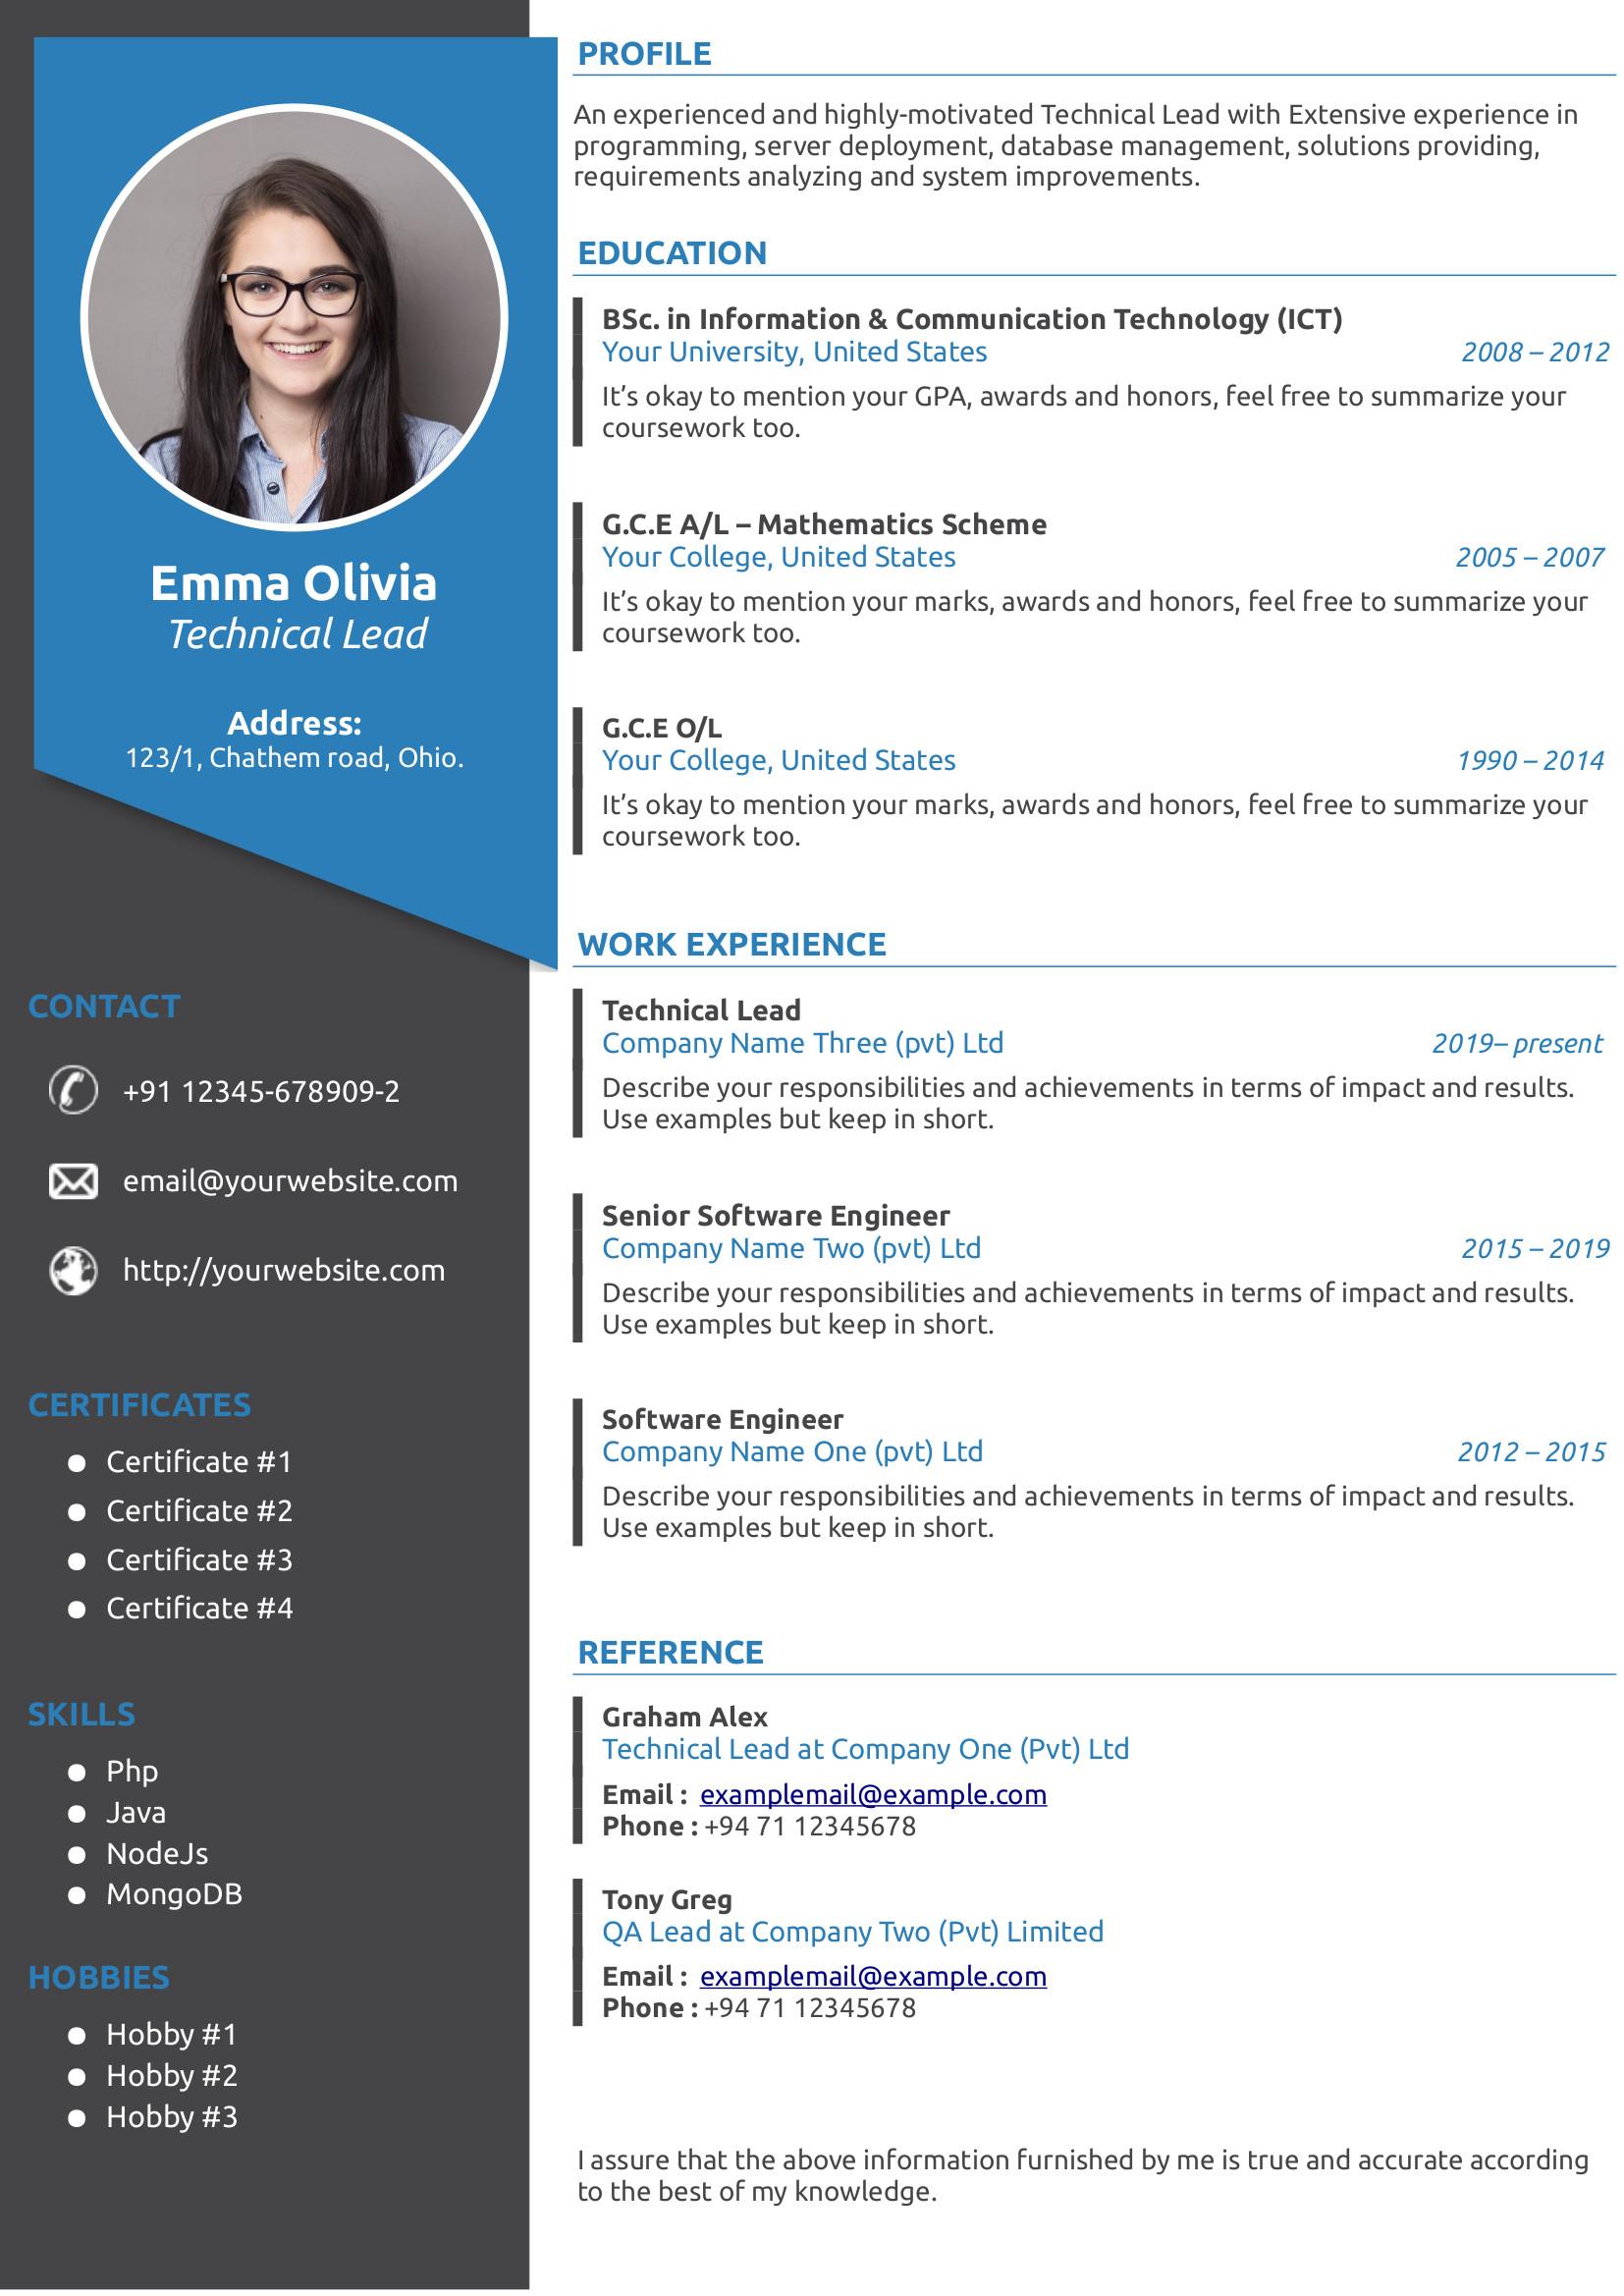 Emma Olivia
Technical Lead
Address:
123/1, Chathem road, Ohio.
CONTACT
+91 12345-678909-2
email@yourwebsite.com
http://yourwebsite.com
CERTIFICATES
Certificate #1
Certificate #2
Certificate #3
Certificate #4
SKILLS
Php
Java
NodeJs
MongoDB
HOBBIES
Hobby #1
Hobby #2
Hobby #3
PROFILE
An experienced and highly-motivated Technical Lead with Extensive experience in
programming, server deployment, database management, solutions providing,
requirements analyzing and system improvements.
EDUCATION
BSc. in Information & Communication Technology (ICT)
Your University, United States 2008 – 2012
It’s okay to mention your GPA, awards and honors, feel free to summarize your
coursework too.
G.C.E A/L – Mathematics Scheme
Your College, United States 2005 – 2007
It’s okay to mention your marks, awards and honors, feel free to summarize your
coursework too.
G.C.E O/L
Your College, United States 1990 – 2014
It’s okay to mention your marks, awards and honors, feel free to summarize your
coursework too.
WORK EXPERIENCE
Technical Lead
Company Name Three (pvt) Ltd 2019– present
Describe your responsibilities and achievements in terms of impact and results.
Use examples but keep in short.
Senior Software Engineer
Company Name Two (pvt) Ltd 2015 – 2019
Describe your responsibilities and achievements in terms of impact and results.
Use examples but keep in short.
Software Engineer
Company Name One (pvt) Ltd 2012 – 2015
Describe your responsibilities and achievements in terms of impact and results.
Use examples but keep in short.
REFERENCE
Graham Alex
Technical Lead at Company One (Pvt) Ltd
Email : examplemail@example.com
Phone : +94 71 12345678
Tony Greg
QA Lead at Company Two (Pvt) Limited
Email : examplemail@example.com
Phone : +94 71 12345678
I assure that the above information furnished by me is true and accurate according
to the best of my knowledge.